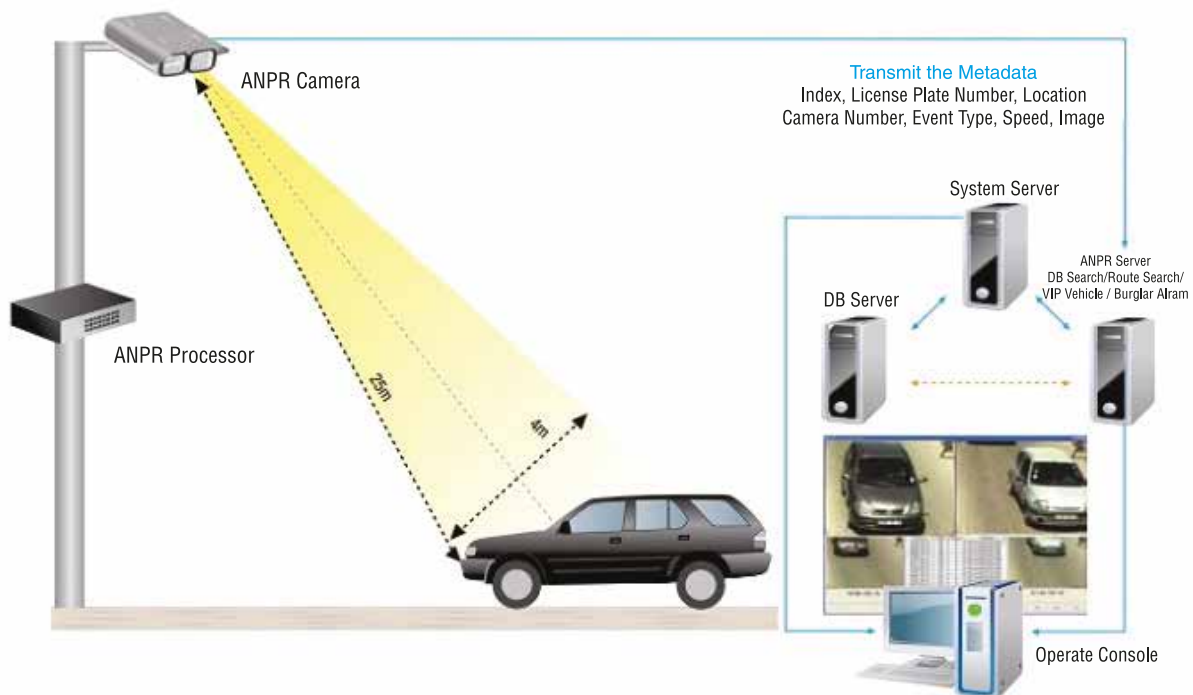 ANPR Camera
Transmit the Metadata
Index, License Plate Number, Location
Camera Number, Event Type, Speed, Image
System Server
ANPR Server
DB Search/Route Search/
VIP Vehicle / Burglar Alram
DB Server
ANPR Processor
25m
4m
Operate Console